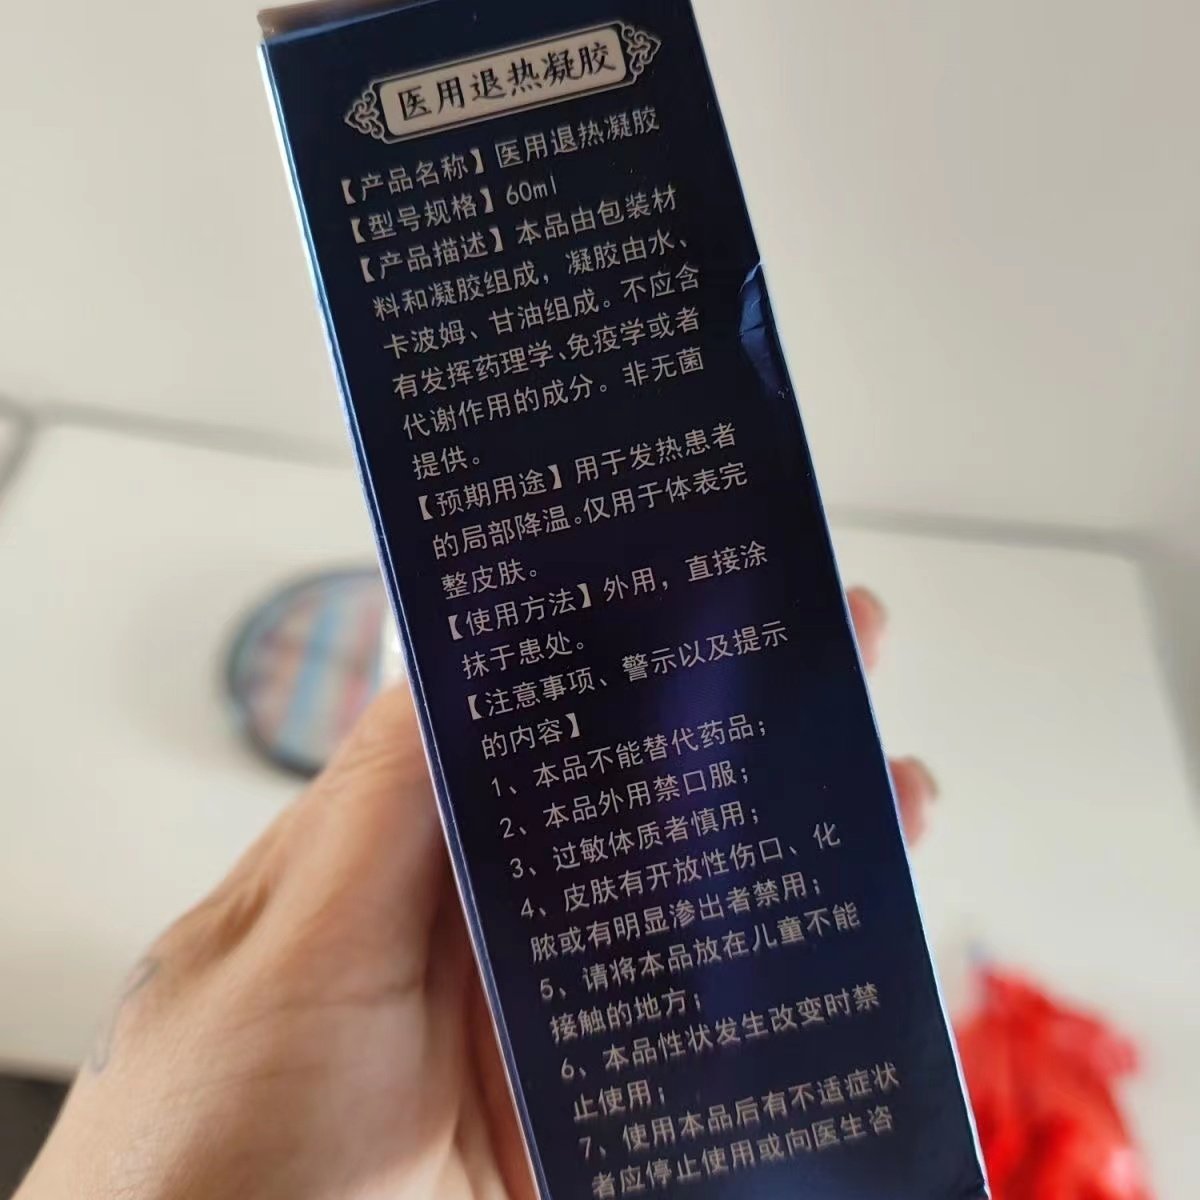 医用退热凝胶
【产品名称】医用退热凝胶
【型号规格】60ml
【产品描述】本品由包装材
料和凝胶组成，凝胶由水、
卡波姆、甘油组成。不应含
有发挥药理学、免疫学或者
代谢作用的成分。非无菌
提供。
【预期用途】用于发热患者
的局部降温。仅用于体表完
整皮肤。
【使用方法】外用，直接涂
抹于患处。
【注意事项、警示以及提示
的内容】
1、本品不能替代药品；
2、本品外用禁口服；
3、过敏体质者慎用；
4、皮肤有开放性伤口、化
脓或有明显渗出者禁用；
5、请将本品放在儿童不能
接触的地方；
6、本品性状发生改变时禁
止使用；
7、使用本品后有不适症状
者应停止使用或向医生咨